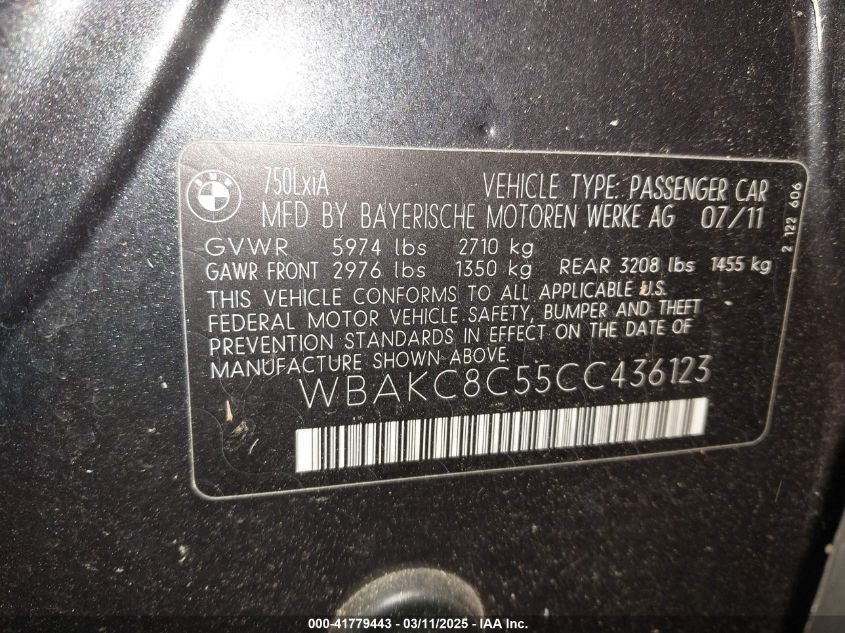 BMW
750LxiA VEHICLE TYPE: PASSENGER CAR
MFD BY BAYERISCHE MOTOREN WERKE AG 07/11
GVWR 5974 lbs 2710 kg
GAWR FRONT 2976 lbs 1350 kg REAR 3208 lbs 1455 kg
THIS VEHICLE CONFORMS TO ALL APPLICABLE U.S.
FEDERAL MOTOR VEHICLE SAFETY, BUMPER AND THEFT
PREVENTION STANDARDS IN EFFECT ON THE DATE OF
MANUFACTURE SHOWN ABOVE.
WBAKC8C55CC436123
2 122 606
000-41779443 - 03/11/2025 - IAA Inc.